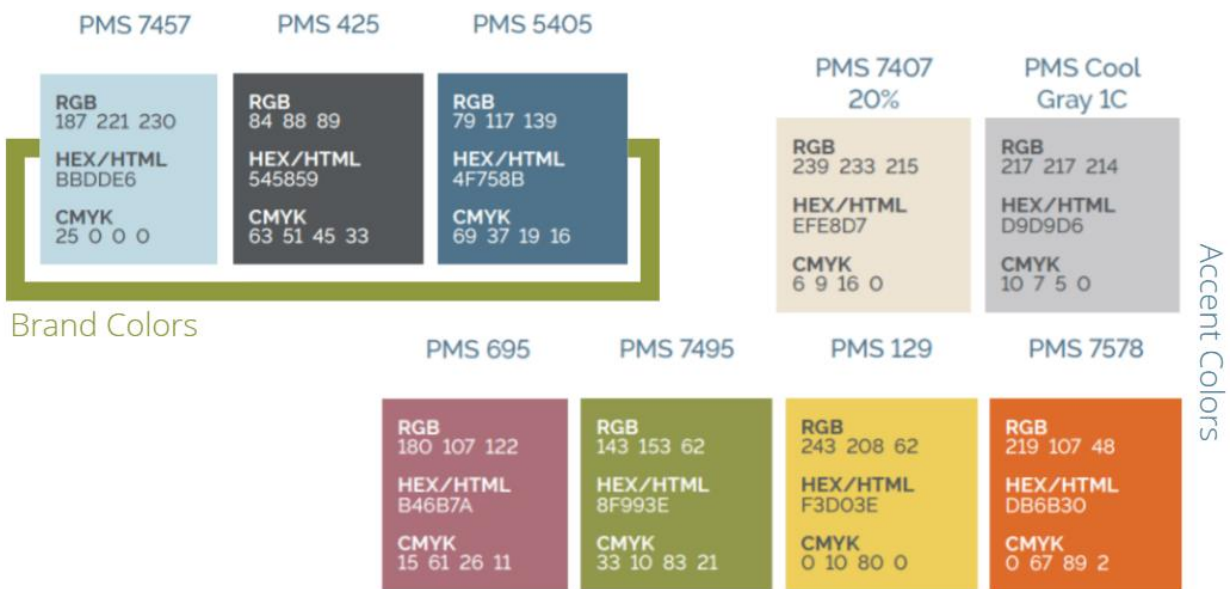 PMS 7457
RGB
187 221 230
HEX/HTML
BBDDE6
CMYK
25 0 0 0
PMS 425
RGB
84 88 89
HEX/HTML
545859
CMYK
63 51 45 33
PMS 5405
RGB
79 117 139
HEX/HTML
4F758B
CMYK
69 37 19 16
Brand Colors
PMS 7407
20%
RGB
239 233 215
HEX/HTML
EFE8D7
CMYK
6 9 16 0
PMS Cool
Gray 1C
RGB
217 217 214
HEX/HTML
D9D9D6
CMYK
10 7 5 0
PMS 695
RGB
180 107 122
HEX/HTML
B46B7A
CMYK
15 61 26 11
PMS 7495
RGB
143 153 62
HEX/HTML
8F993E
CMYK
33 10 83 21
PMS 129
RGB
243 208 62
HEX/HTML
F3D03E
CMYK
0 10 80 0
PMS 7578
RGB
219 107 48
HEX/HTML
DB6B30
CMYK
0 67 89 2
Accent Colors